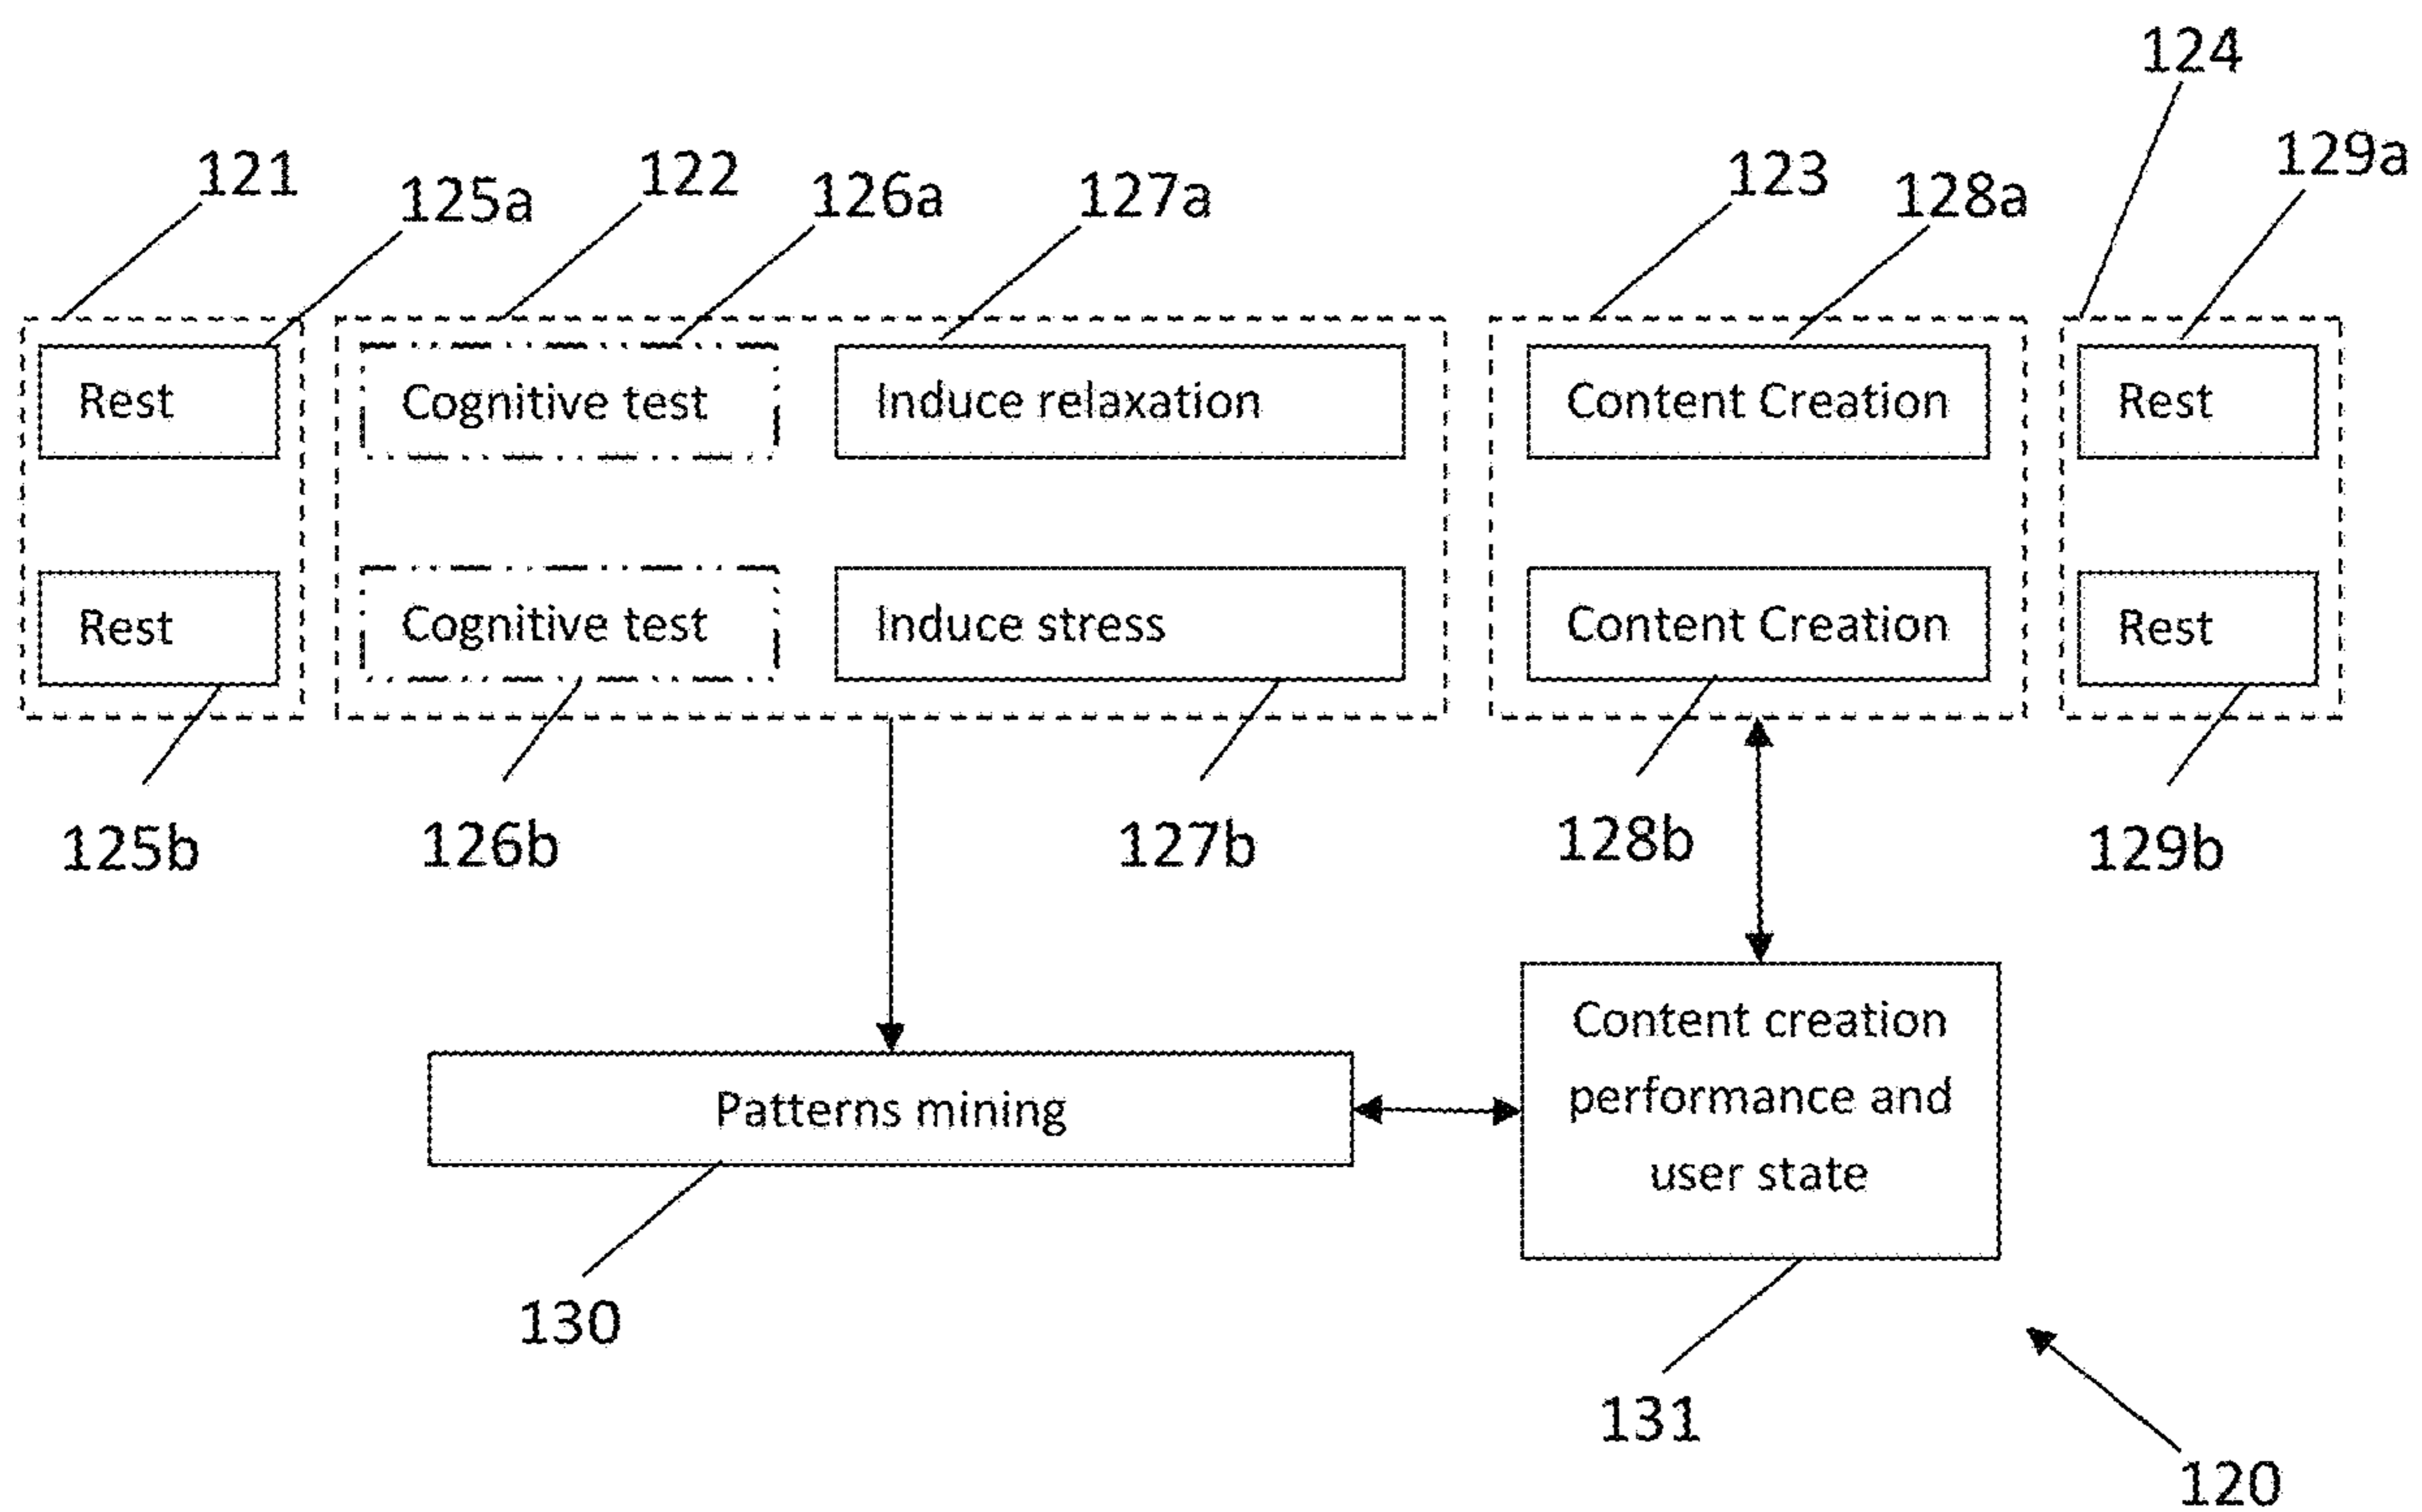 124
129a
121
125a
122
126a
127a
123
128a
Rest
Cognitive test
Induce relaxation
Content Creation
Rest
Rest
Cognitive test
Induce stress
Content Creation
Rest
125b
126b
127b
128b
129b
Patterns mining
Content creation
performance and
user state
130
131
120